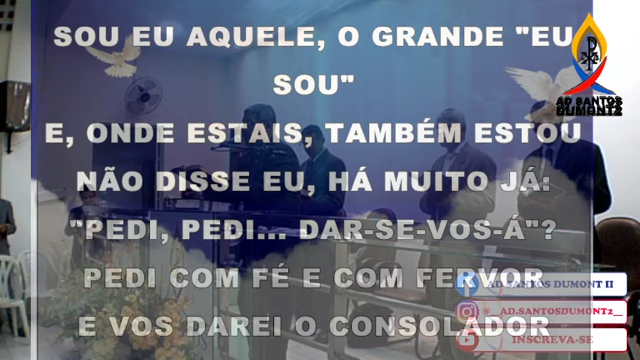 SOU EU AQUELE, O GRANDE "EU
SOU"
E, ONDE ESTAIS, TAMBÉM ESTOU
NÃO DISSE EU, HÁ MUITO JÁ:
"PEDI, PEDI... DAR-SE-VOS-Á"?
PEDI COM FÉ E COM FERVOR
E VOS DAREI O CONSOLADOR
AD SANTOS
DUMONT2
AD SANTOS DUMONT II
_AD.SANTOSDUMONT2__
INSCREVA-SE